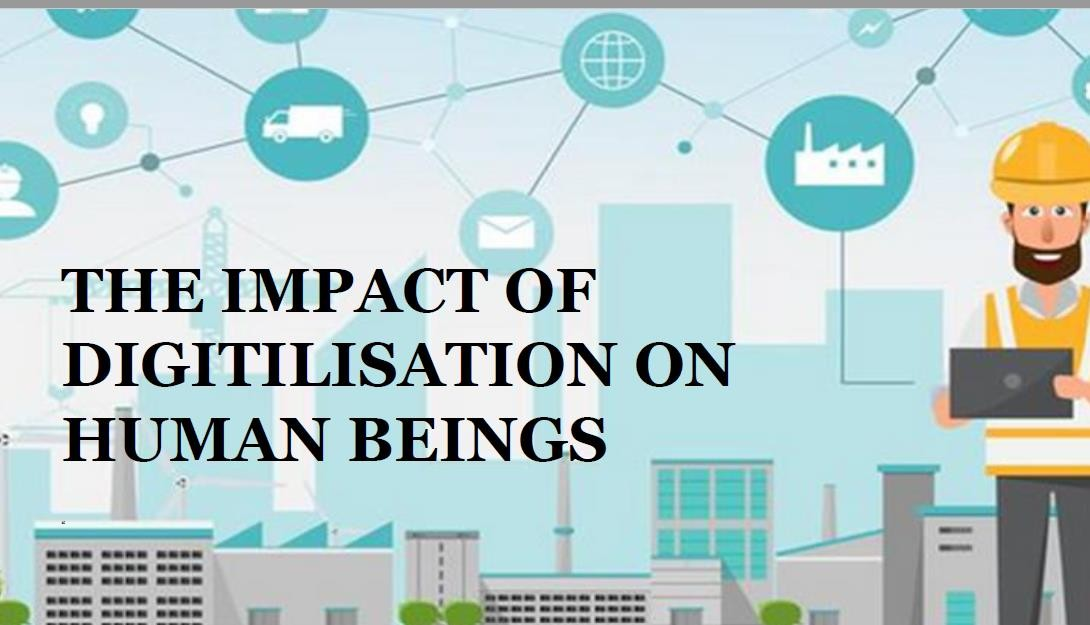 THE IMPACT OF
DIGITILISATION ON
HUMAN BEINGS